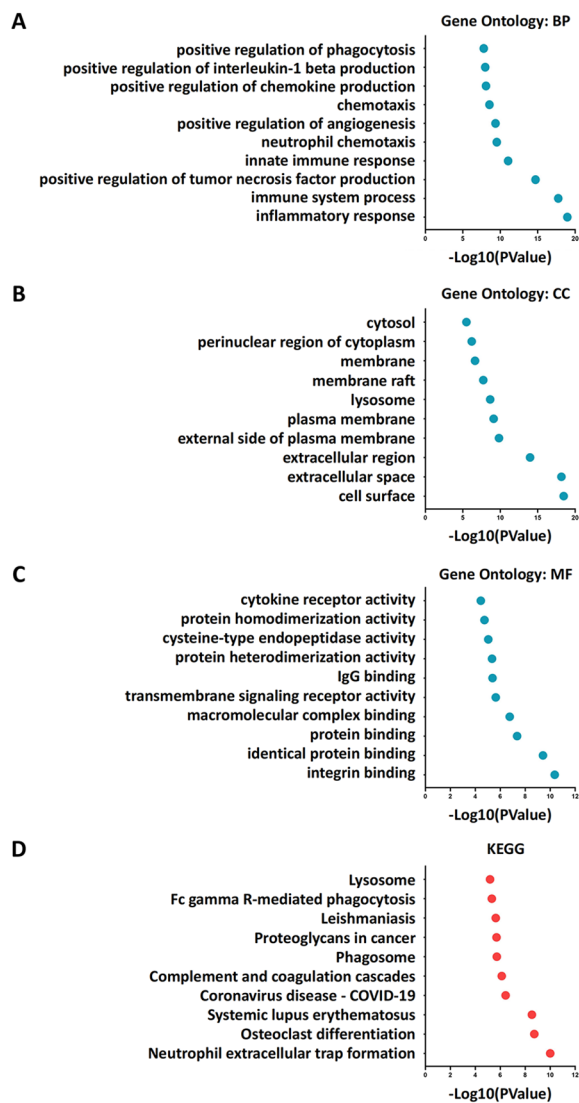 A
Gene Ontology: BP
positive regulation of phagocytosis
positive regulation of interleukin-1 beta production
positive regulation of chemokine production
chemotaxis
positive regulation of angiogenesis
neutrophil chemotaxis
innate immune response
positive regulation of tumor necrosis factor production
immune system process
inflammatory response
0 5 10 15 20
-Log10(PValue)
B
Gene Ontology: CC
cytosol
perinuclear region of cytoplasm
membrane
membrane raft
lysosome
plasma membrane
external side of plasma membrane
extracellular region
extracellular space
cell surface
0 5 10 15 20
-Log10(PValue)
C
Gene Ontology: MF
cytokine receptor activity
protein homodimerization activity
cysteine-type endopeptidase activity
protein heterodimerization activity
IgG binding
transmembrane signaling receptor activity
macromolecular complex binding
protein binding
identical protein binding
integrin binding
0 2 4 6 8 10 12
-Log10(PValue)
D
KEGG
Lysosome
Fc gamma R-mediated phagocytosis
Leishmaniasis
Proteoglycans in cancer
Phagosome
Complement and coagulation cascades
Coronavirus disease - COVID-19
Systemic lupus erythematosus
Osteoclast differentiation
Neutrophil extracellular trap formation
0 2 4 6 8 10 12
-Log10(PValue)